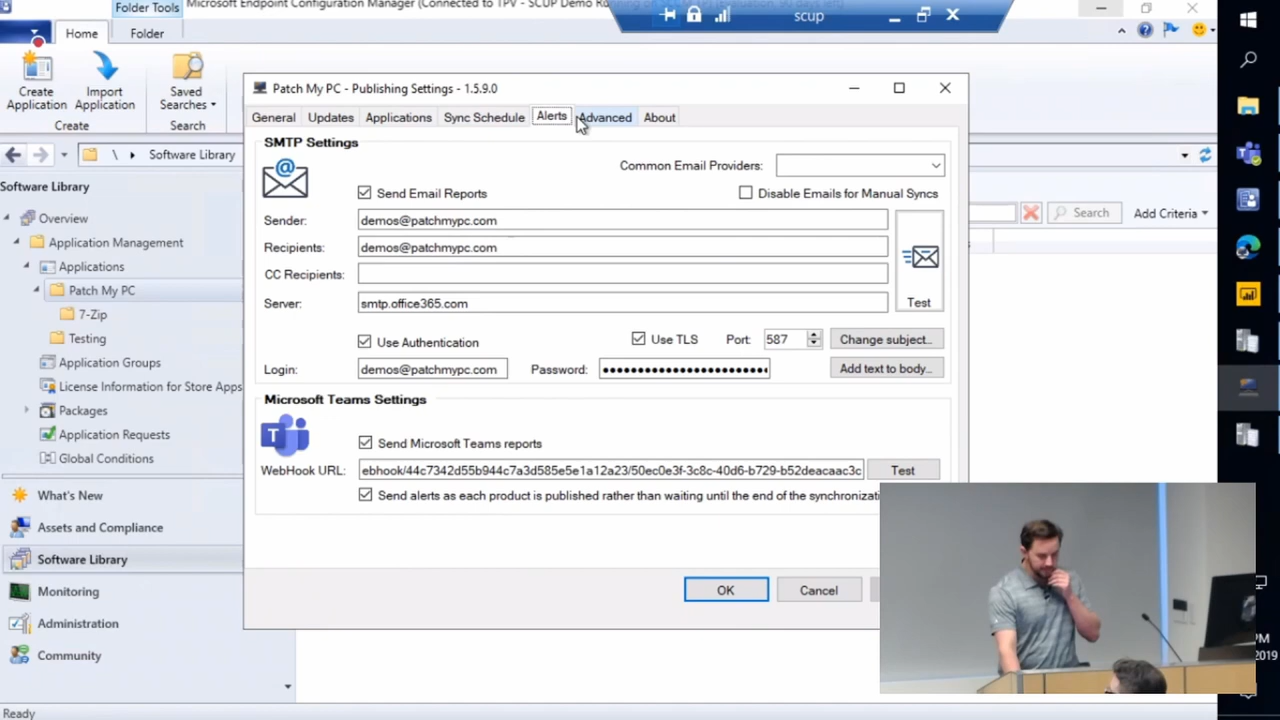 Folder Tools
Microsoft Endpoint Configuration Manager (Connected to TPV - SCUP Demo
scup
Home
Folder
Create Application
Import Application
Saved Searches
Create
Search
\ Software Library
Search
Add Criteria
Software Library
Overview
Application Management
Applications
Patch My PC
7-Zip
Testing
Application Groups
License Information for Store Apps
Packages
Application Requests
Global Conditions
What's New
Assets and Compliance
Software Library
Monitoring
Administration
Community
Ready
Patch My PC - Publishing Settings - 1.5.9.0
General Updates Applications Sync Schedule Alerts Advanced About
SMTP Settings
Common Email Providers:
Send Email Reports
Disable Emails for Manual Syncs
Sender: demos@patchmypc.com
Recipients: demos@patchmypc.com
CC Recipients:
Server: smtp.office365.com
Test
Use Authentication
Use TLS
Port: 587
Change subject...
Login: demos@patchmypc.com
Password: ●●●●●●●●●●●●●●●●●●●●●●●●
Add text to body...
Microsoft Teams Settings
Send Microsoft Teams reports
WebHook URL: ebhook/44c7342d55b944c7a3d585e5e1a12a23/50ec0e3f-3c8c-40d6-b729-b52deacaac3c
Test
Send alerts as each product is published rather than waiting until the end of the synchronizati
OK
Cancel
PM
2019